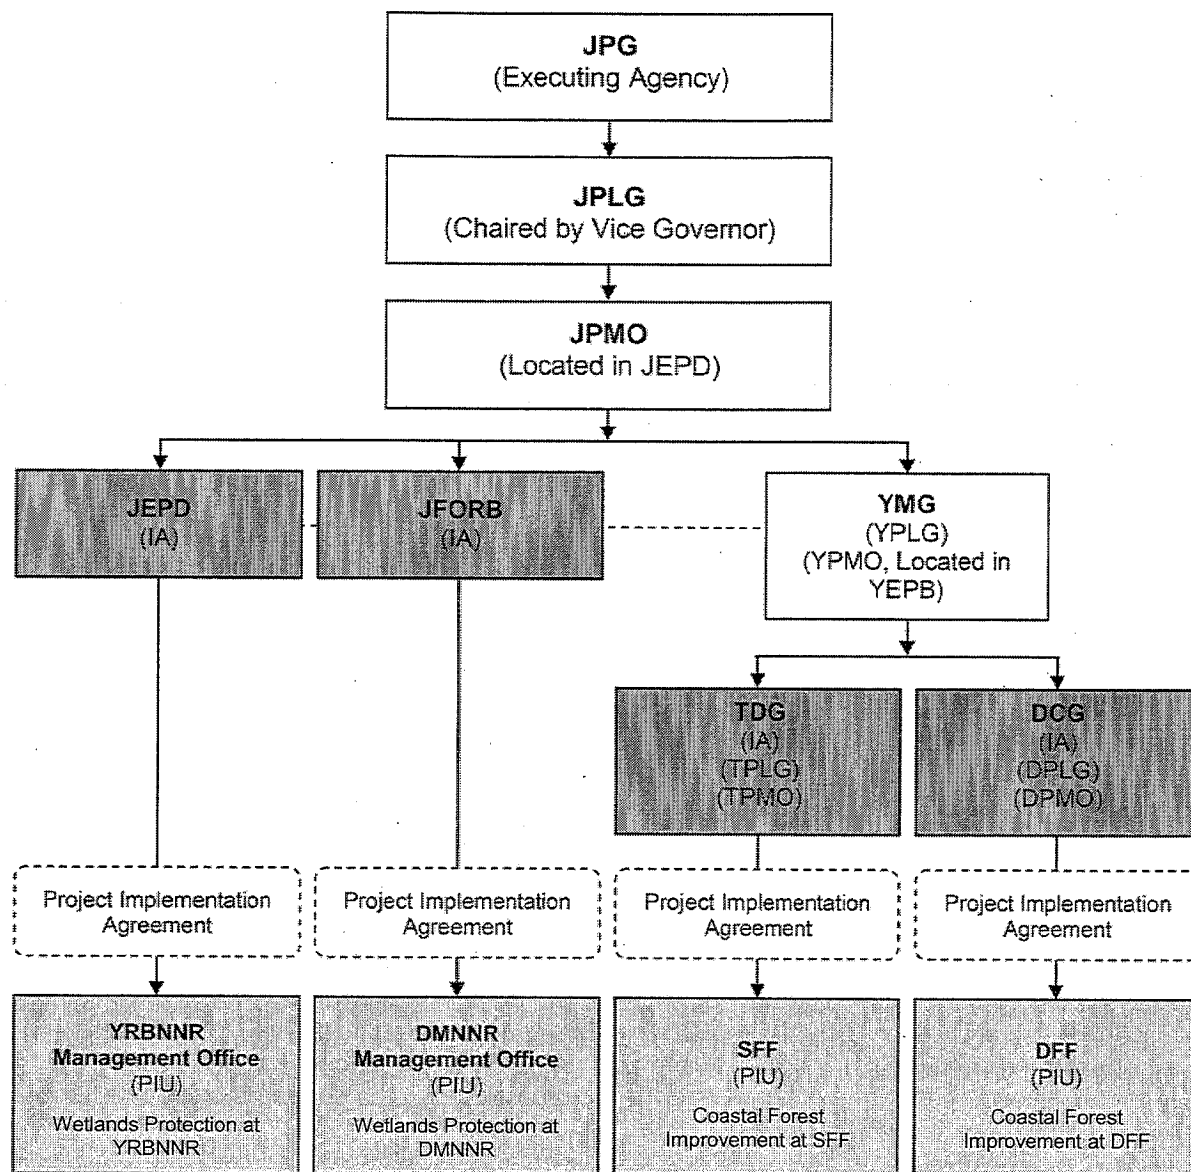 JPG
(Executing Agency)
JPLG
(Chaired by Vice Governor)
JPMO
(Located in JEPD)
JEPD
(IA)
JFORB
(IA)
YMG
(YPLG)
(YPMO, Located in
YEPB)
TDG
(IA)
(TPLG)
(TPMO)
DCG
(IA)
(DPLG)
(DPMO)
Project Implementation
Agreement
Project Implementation
Agreement
Project Implementation
Agreement
Project Implementation
Agreement
YRBNNR
Management Office
(PIU)
Wetlands Protection at
YRBNNR
DMNNR
Management Office
(PIU)
Wetlands Protection at
DMNNR
SFF
(PIU)
Coastal Forest
Improvement at SFF
DFF
(PIU)
Coastal Forest
Improvement at DFF